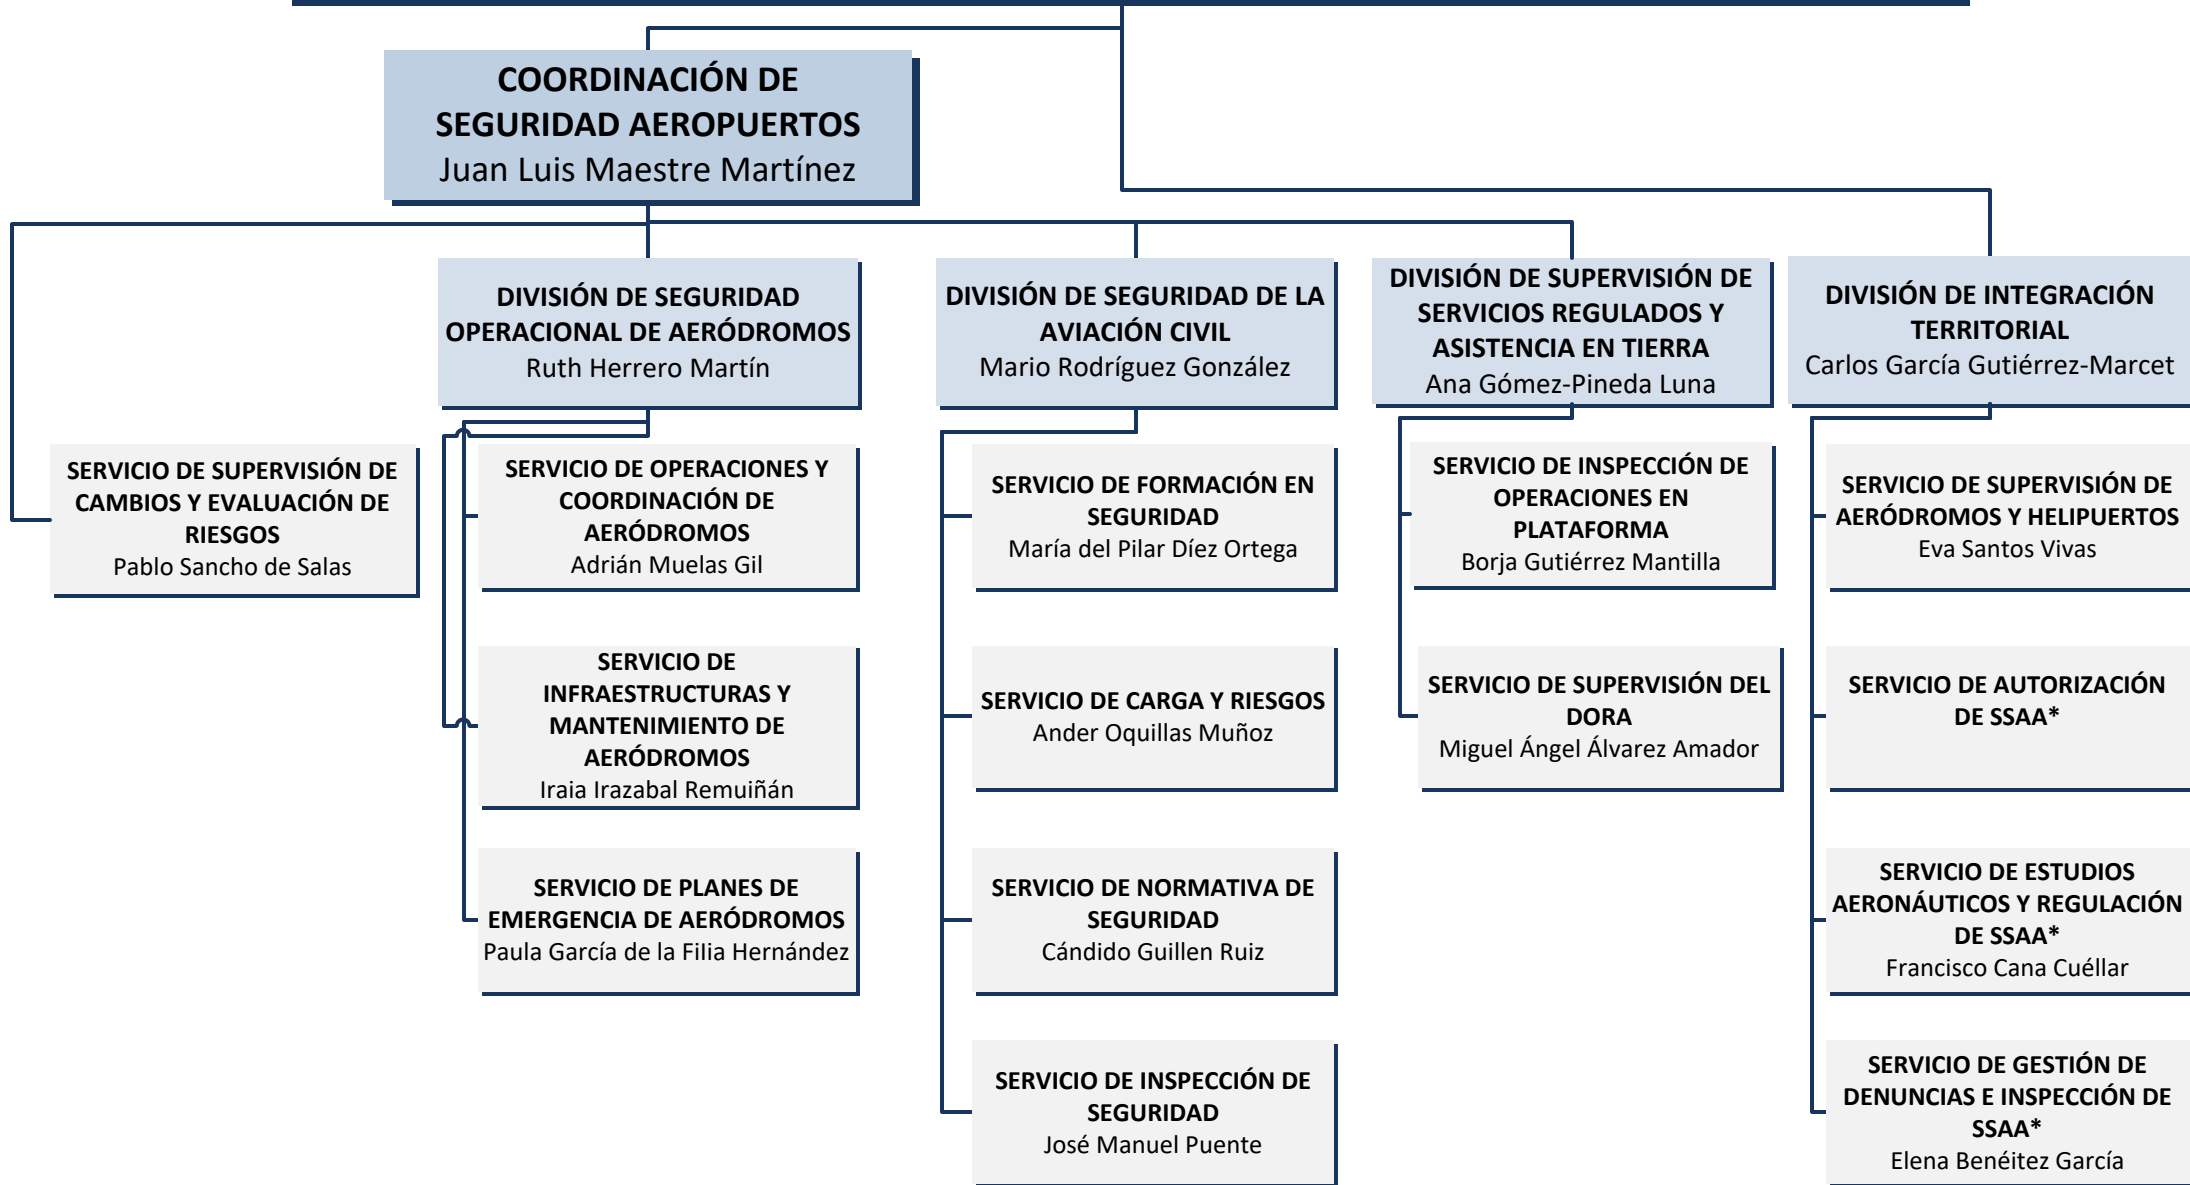 COORDINACIÓN DE
SEGURIDAD AEROPUERTOS
Juan Luis Maestre Martínez
DIVISIÓN DE SEGURIDAD
OPERACIONAL DE AERÓDROMOS
Ruth Herrero Martín
DIVISIÓN DE SEGURIDAD DE LA
AVIACIÓN CIVIL
Mario Rodríguez González
DIVISIÓN DE SUPERVISIÓN DE
SERVICIOS REGULADOS Y
ASISTENCIA EN TIERRA
Ana Gómez-Pineda Luna
DIVISIÓN DE INTEGRACIÓN
TERRITORIAL
Carlos García Gutiérrez-Marcet
SERVICIO DE SUPERVISIÓN DE
CAMBIOS Y EVALUACIÓN DE
RIESGOS
Pablo Sancho de Salas
SERVICIO DE OPERACIONES Y
COORDINACIÓN DE
AERÓDROMOS
Adrián Muelas Gil
SERVICIO DE FORMACIÓN EN
SEGURIDAD
María del Pilar Díez Ortega
SERVICIO DE INSPECCIÓN DE
OPERACIONES EN
PLATAFORMA
Borja Gutiérrez Mantilla
SERVICIO DE SUPERVISIÓN DE
AERÓDROMOS Y HELIPUERTOS
Eva Santos Vivas
SERVICIO DE
INFRAESTRUCTURAS Y
MANTENIMIENTO DE
AERÓDROMOS
Iraia Irazabal Remuiñán
SERVICIO DE CARGA Y RIESGOS
Ander Oquillas Muñoz
SERVICIO DE SUPERVISIÓN DEL
DORA
Miguel Ángel Álvarez Amador
SERVICIO DE AUTORIZACIÓN
DE SSAA*
SERVICIO DE PLANES DE
EMERGENCIA DE AERÓDROMOS
Paula García de la Filia Hernández
SERVICIO DE NORMATIVA DE
SEGURIDAD
Cándido Guillen Ruiz
SERVICIO DE ESTUDIOS
AERONÁUTICOS Y REGULACIÓN
DE SSAA*
Francisco Cana Cuéllar
SERVICIO DE INSPECCIÓN DE
SEGURIDAD
José Manuel Puente
SERVICIO DE GESTIÓN DE
DENUNCIAS E INSPECCIÓN DE
SSAA*
Elena Benéitez García